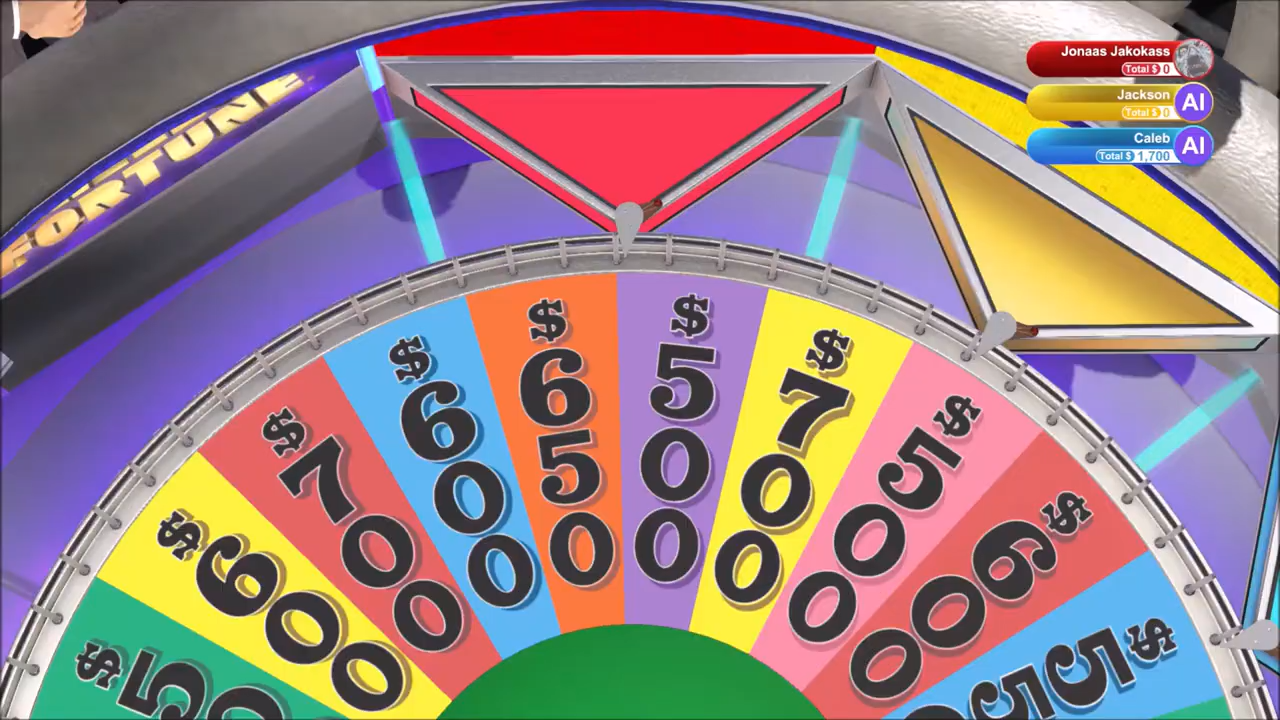 FORTUNE
Jonaas Jakokass
Total $ 0
Jackson
AI
Total $ 0
Caleb
AI
Total $ 1,700
$600
$700
$600
$650
$500
$700
$500
$600